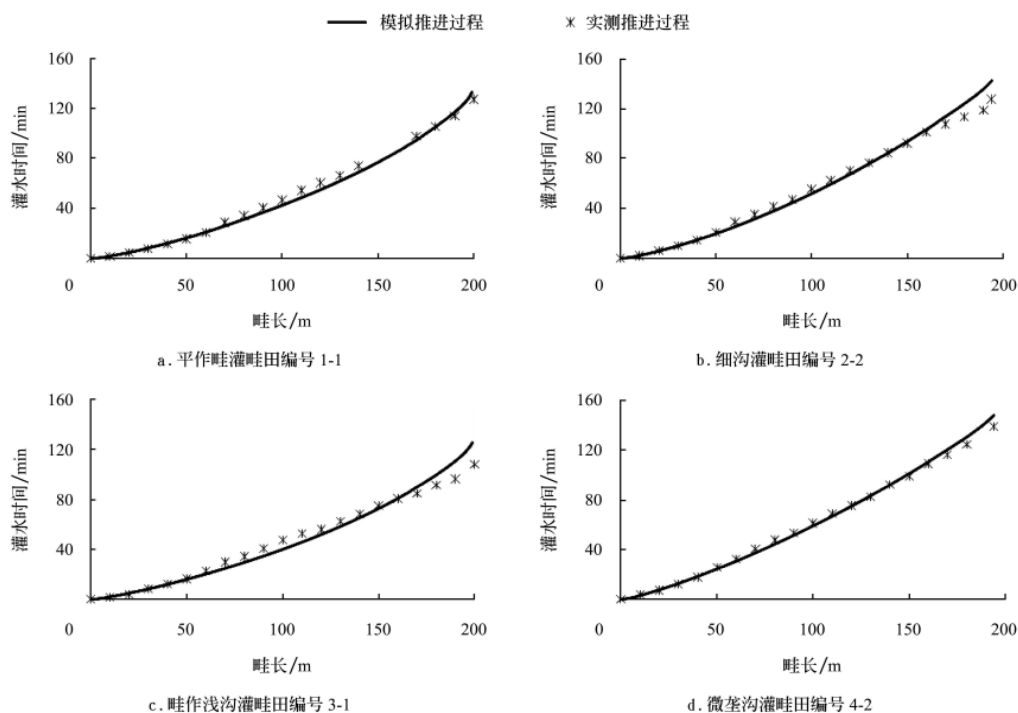 模拟推进过程 实测推进过程
160
120
80
40
0 50 100 150 200
灌水时间/min
畦长/m
a.平作畦灌畦田编号 1-1
160
120
80
40
0 50 100 150 200
灌水时间/min
畦长/m
b.细沟灌畦田编号 2-2
160
120
80
40
0 50 100 150 200
灌水时间/min
畦长/m
c.畦作浅沟灌畦田编号 3-1
160
120
80
40
0 50 100 150 200
灌水时间/min
畦长/m
d.微垄沟灌畦田编号 4-2